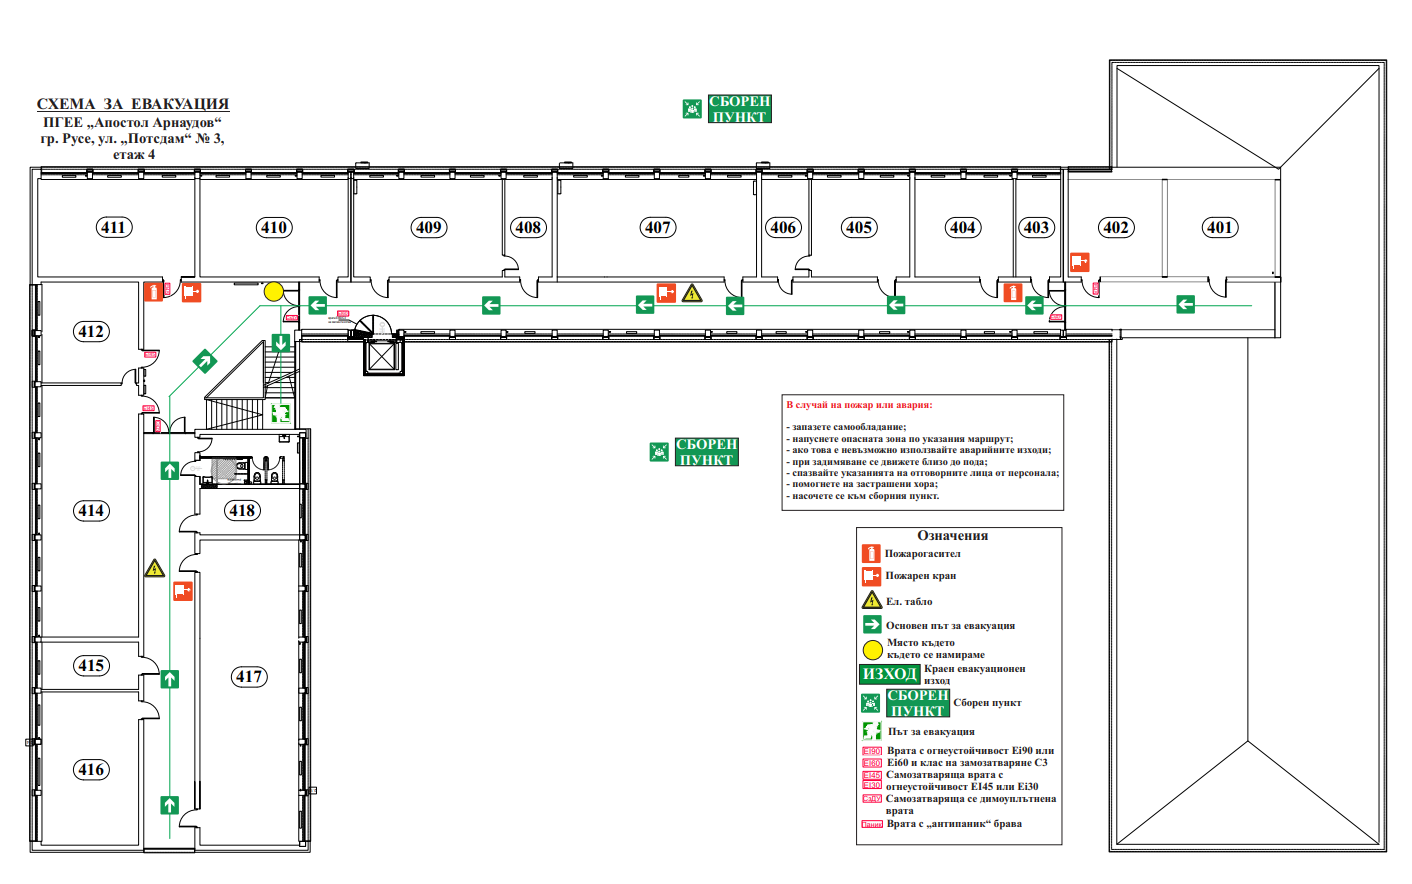 СХЕМА ЗА ЕВАКУАЦИЯ
ПГЕЕ „Апостол Арнаудов“
гр. Русе, ул. „Потсдам“ № 3,
етаж 4
СБОРЕН
ПУНКТ
411
410
409
408
407
406
405
404
403
402
401
412
414
415
416
418
417
СБОРЕН
ПУНКТ
В случай на пожар или авария:
- запазете самообладание;
- напуснете опасната зона по указания маршрут;
- ако това е невъзможно използвайте аварийните изходи;
- при задимяване се движете близо до пода;
- спазвайте указанията на отговорните лица от персонала;
- помогнете на застрашени хора;
- насочете се към сборния пункт.
Означения
Пожарогасител
Пожарен кран
Ел. табло
Основен път за евакуация
Място където
където се намираме
ИЗХОД Краен евакуационен
изход
СБОРЕН
ПУНКТ Сборен пункт
Път за евакуация
EI90 Врата с огнеустойчивост Ei90 или
EI60 Ei60 и клас на самозатваряне C3
EI45 Самозатваряща врата с
EI30 огнеустойчивост EI45 или Ei30
СаДУ Самозатваряща се димоуплътнена
врата
Паник Врата с „антипаник“ брава